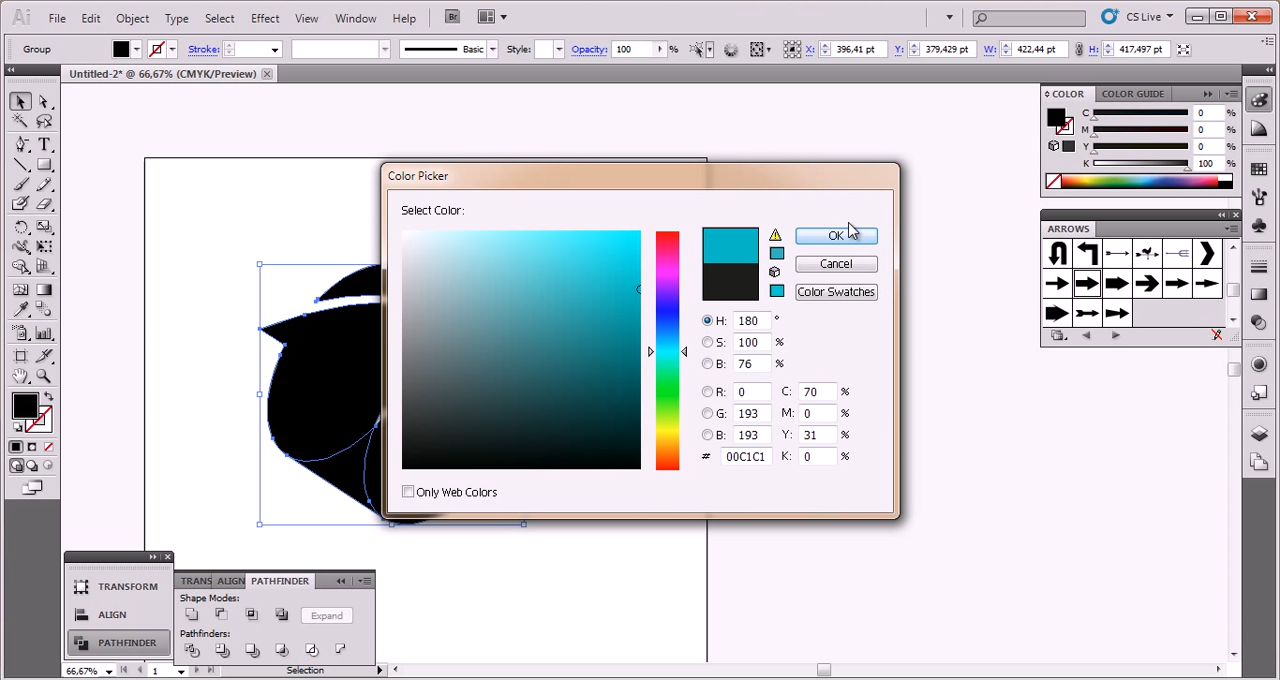 Ai File Edit Object Type Select Effect View Window Help Br CS Live
Group Stroke: Basic Style: Opacity: 100 % X: 396,41 pt Y: 379,429 pt W: 422,44 pt H: 417,497 pt
Untitled-2* @ 66,67% (CMYK/Preview)
COLOR COLOR GUIDE
C 0 %
M 0 %
Y 0 %
K 100 %
ARROWS
Color Picker
Select Color:
OK
Cancel
Color Swatches
H: 180 °
S: 100 %
B: 76 %
R: 0 C: 70 %
G: 193 M: 0 %
B: 193 Y: 31 %
# 00C1C1 K: 0 %
Only Web Colors
TRANSFORM
ALIGN
PATHFINDER
TRANS ALIGN PATHFINDER
Shape Modes:
Expand
Pathfinders:
66,67% 1 Selection